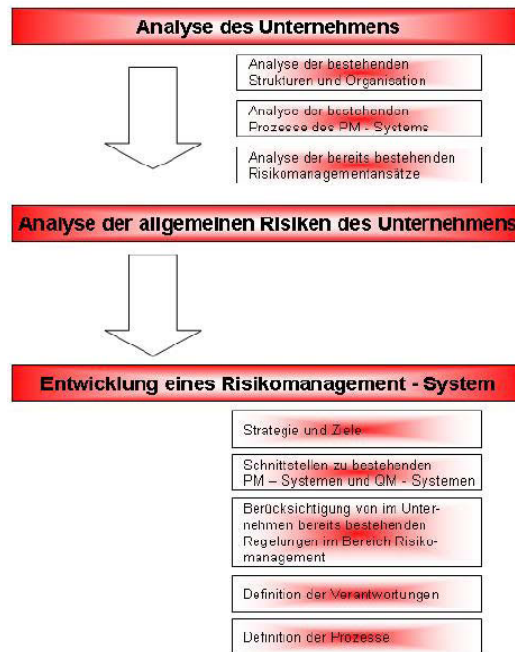 Analyse des Unternehmens
Analyse der bestehenden
Strukturen und Organisation
Analyse der bestehenden
Prozesse des PM - Systems
Analyse der bereits bestehenden
Risikomanagementansätze
Analyse der allgemeinen Risiken des Unternehmens
Entwicklung eines Risikomanagement - System
Strategie und Ziele
Schnittstellen zu bestehenden
PM – Systemen und QM - Systemen
Berücksichtigung von im Unter-
nehmen bereits bestehenden
Regelungen im Bereich Risiko-
management
Definition der Verantwortungen
Definition der Prozesse